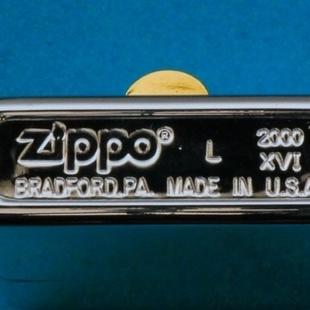 Zippo® L 2000
XVI
BRADFORD,PA. MADE IN U.S.A